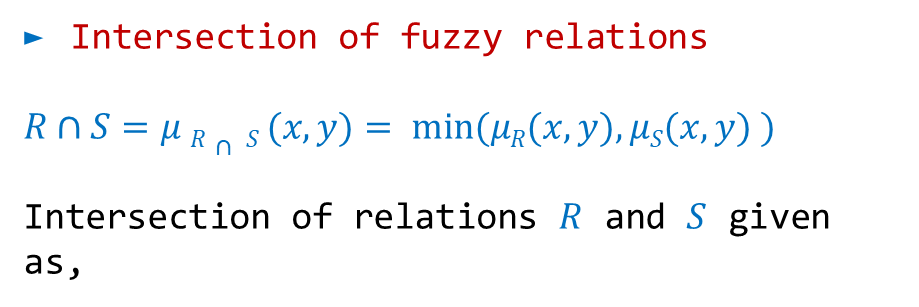 ► Intersection of fuzzy relations
R ∩ S = μ R ∩ S (x, y) = min(μR(x, y), μS(x, y) )
Intersection of relations R and S given
as,